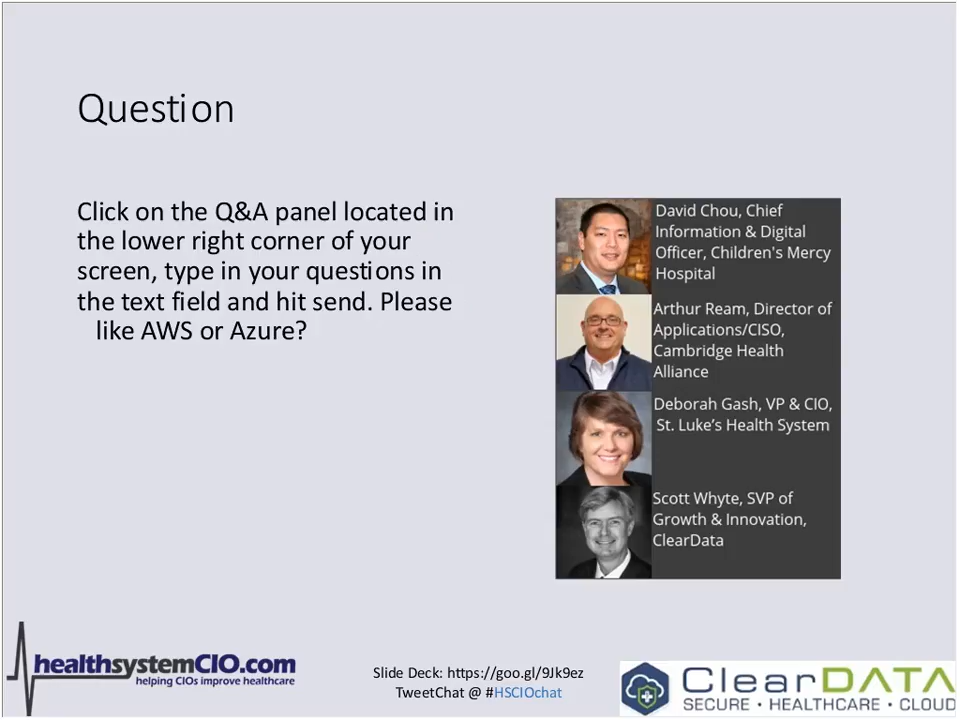 Question
Click on the Q&A panel located in
the lower right corner of your
screen, type in your questions in
the text field and hit send. Please
like AWS or Azure?
David Chou, Chief
Information & Digital
Officer, Children's Mercy
Hospital
Arthur Ream, Director of
Applications/CISO,
Cambridge Health
Alliance
Deborah Gash, VP & CIO,
St. Luke's Health System
Scott Whyte, SVP of
Growth & Innovation,
ClearData
healthsystemCIO.com
helping CIOs improve healthcare
Slide Deck: https://goo.gl/9Jk9ez
TweetChat @ #HSCIOchat
ClearDATA
SECURE • HEALTHCARE • CLOUD